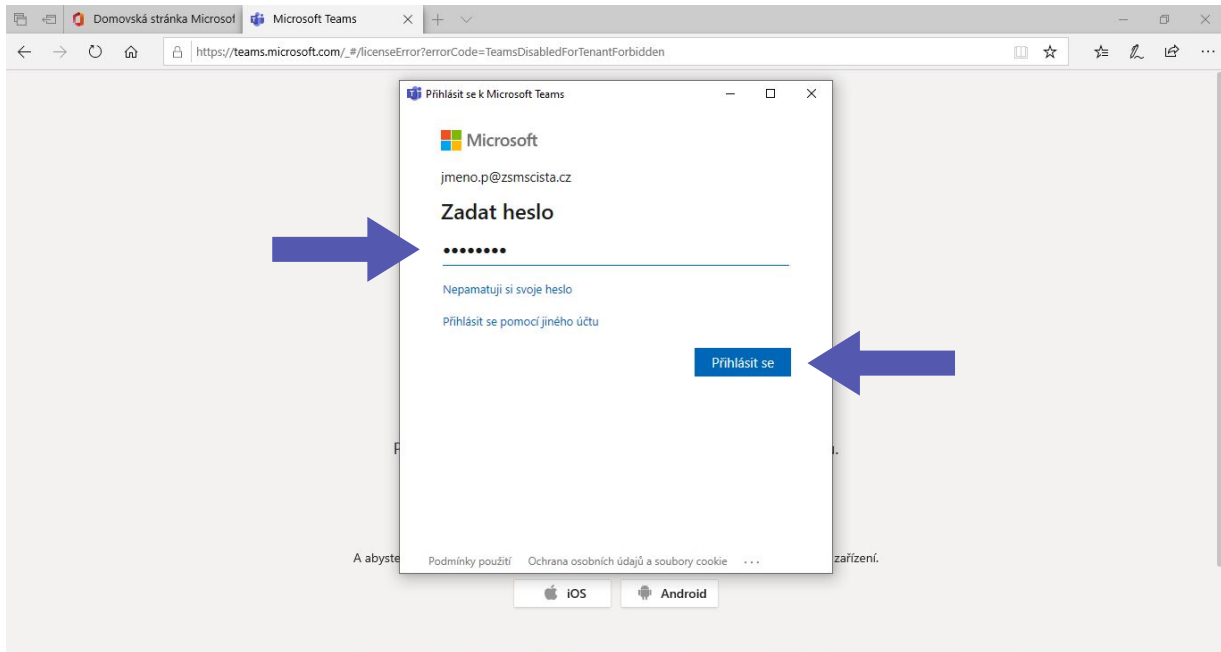 Domovská stránka Microsof
Microsoft Teams
https://teams.microsoft.com/_#/licenseError?errorCode=TeamsDisabledForTenantForbidden
Přihlásit se k Microsoft Teams
Microsoft
jmeno.p@zsmscista.cz
Zadat heslo
••••••••
Nepamatuji si svoje heslo
Přihlásit se pomocí jiného účtu
Přihlásit se
A abyste
zařízení.
Podmínky použití Ochrana osobních údajů a soubory cookie ...
iOS
Android